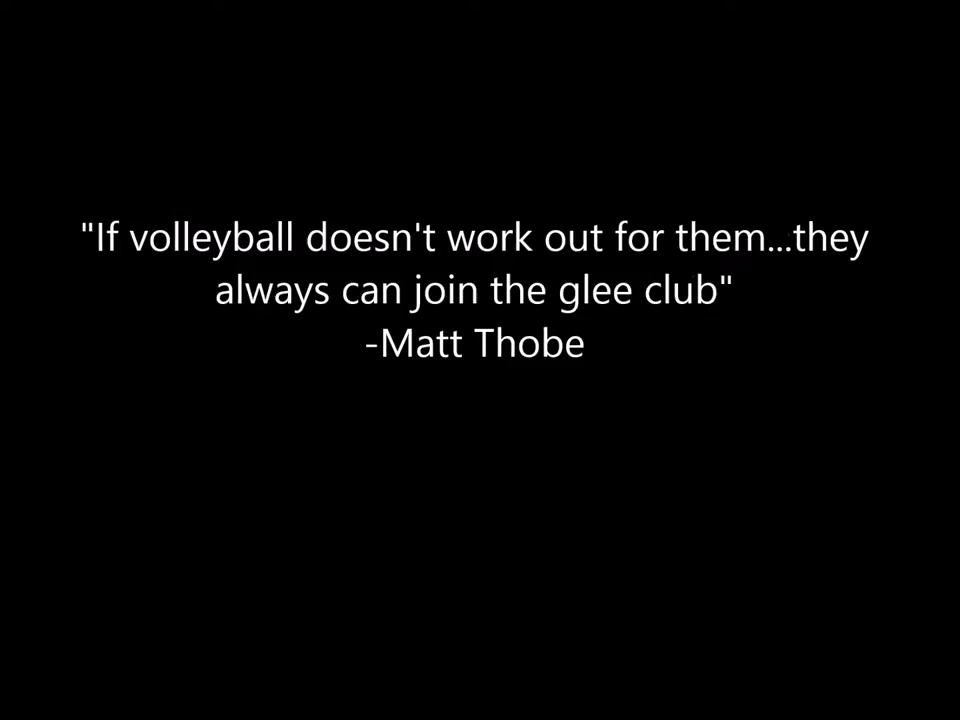 "If volleyball doesn't work out for them...they
always can join the glee club"
-Matt Thobe